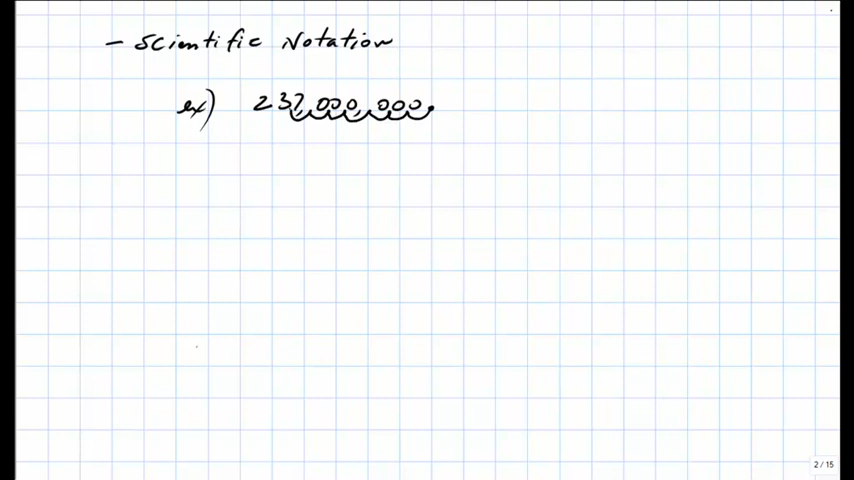 - Scientific Notation
ex) 237,000,000.
2 / 15